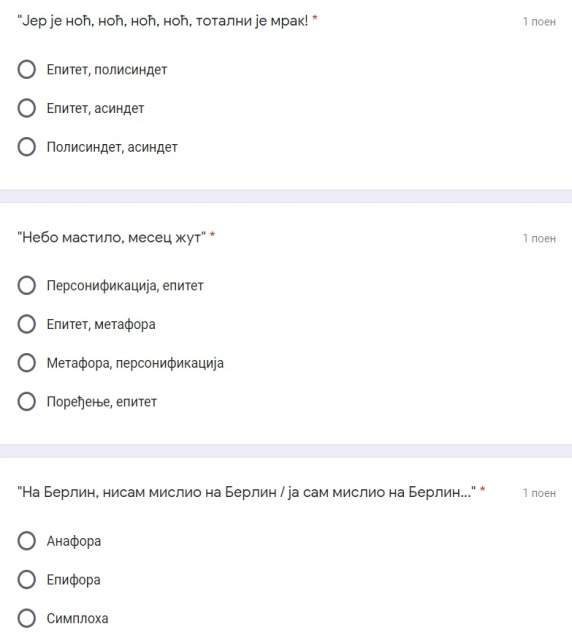 "Јер је ноћ, ноћ, ноћ, ноћ, тотални је мрак! * 1 поен
Епитет, полисиндет
Епитет, асиндет
Полисиндет, асиндет
"Небо мастило, месец жут" * 1 поен
Персонификација, епитет
Епитет, метафора
Метафора, персонификација
Поређење, епитет
"На Берлин, нисам мислио на Берлин / ја сам мислио на Берлин..." * 1 поен
Анафора
Епифора
Симплоха